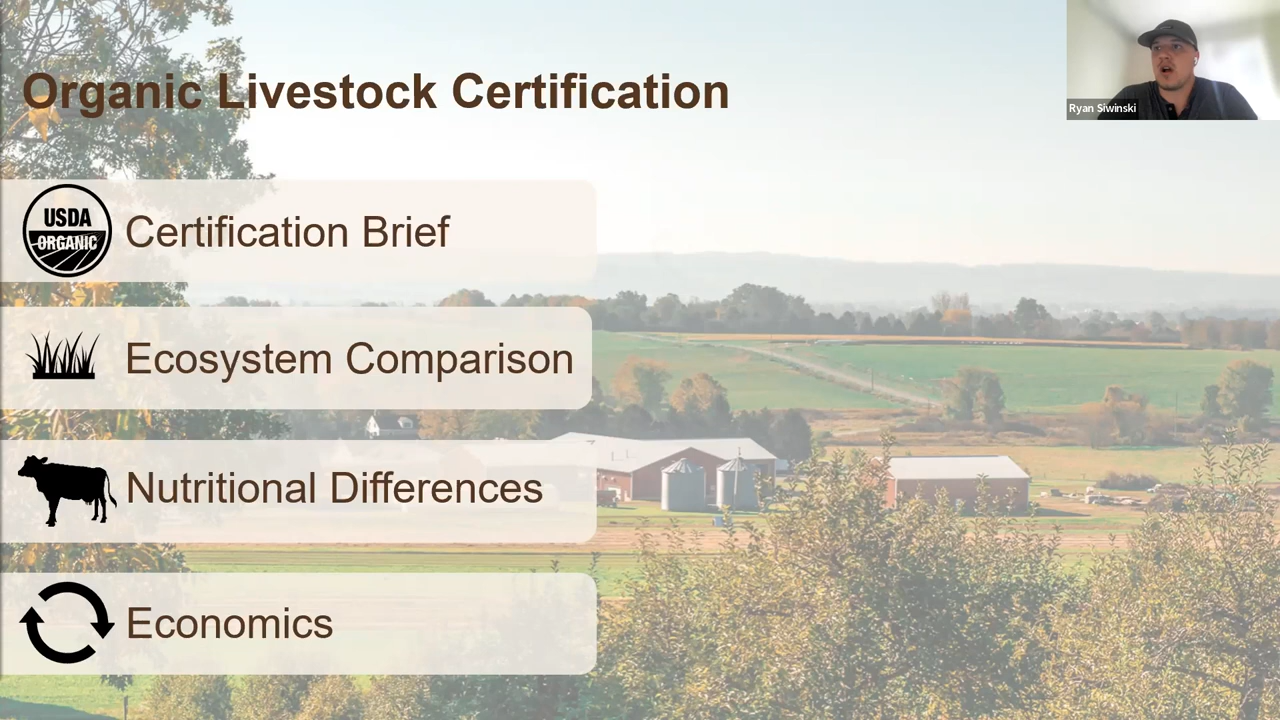 Organic Livestock Certification
Ryan Siwinski
USDA
ORGANIC
Certification Brief
Ecosystem Comparison
Nutritional Differences
Economics